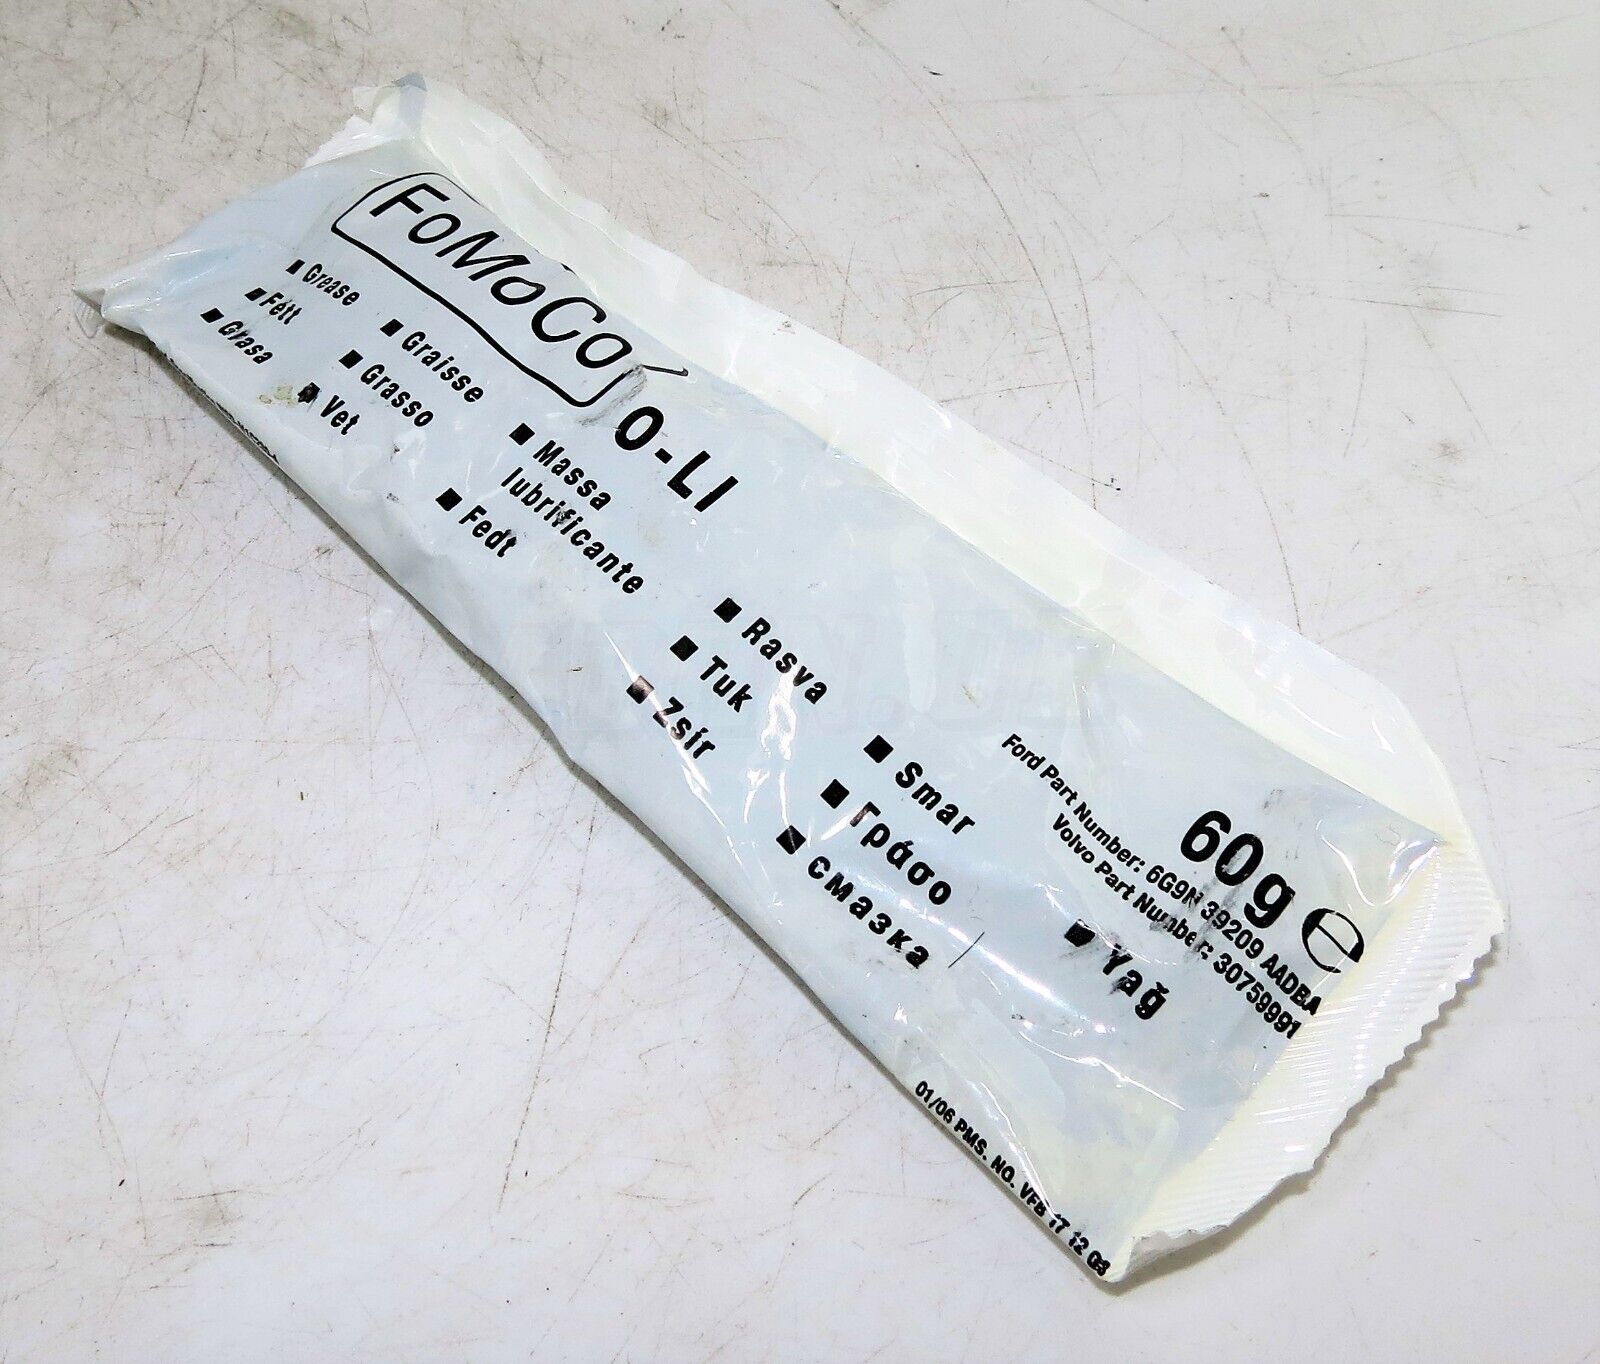 FoMoCo
O-LI
Grease
Fett
Grasa
Graisse
Grasso
Vet
Massa
lubrificante
Fedt
Rasva
Tuk
Zsír
Smar
Γράσο
смазка
Yağ
60g e
Ford Part Number: 6G9N 39209 AADBA
Volvo Part Number: 30759991
01/06 PMS. NO. VFB 17 12 03